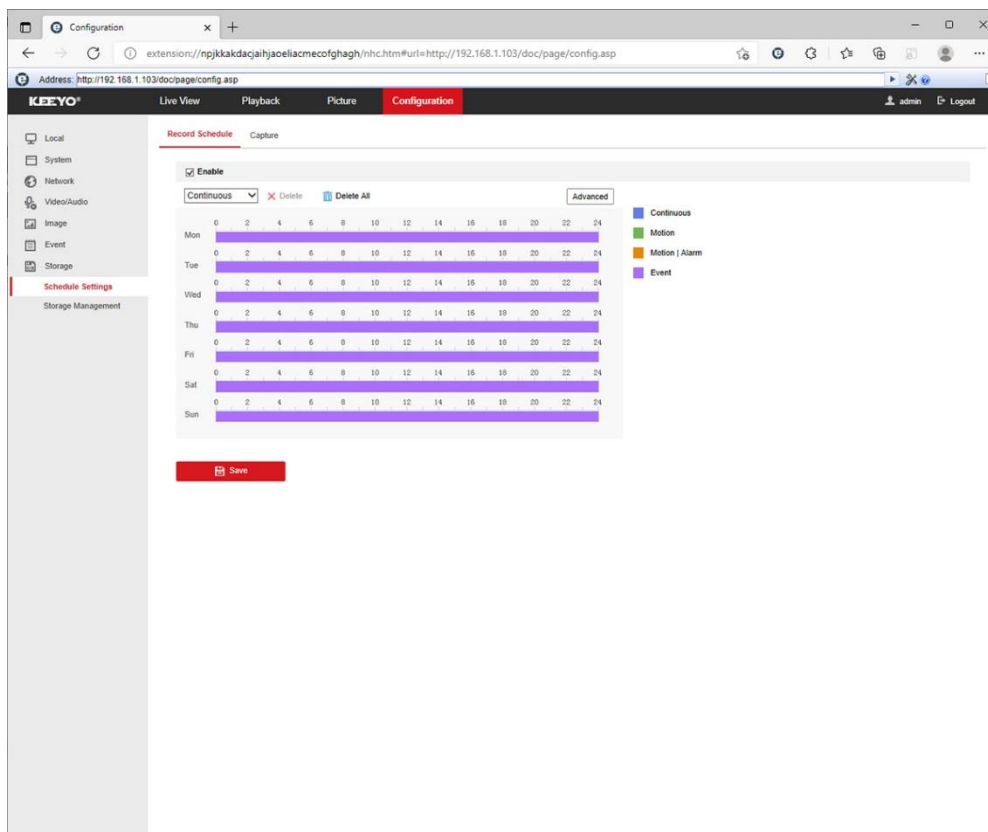 Configuration
extension://npjkkakdacjaihjaoeliacmecofghagh/nhc.htm#url=http://192.168.1.103/doc/page/config.asp
Address: http://192.168.1.103/doc/page/config.asp
KEEYO® Live View Playback Picture Configuration admin Logout
Local
System
Network
Video/Audio
Image
Event
Storage
Schedule Settings
Storage Management
Record Schedule Capture
Enable
Continuous Delete Delete All Advanced
0 2 4 6 8 10 12 14 16 18 20 22 24
Mon
0 2 4 6 8 10 12 14 16 18 20 22 24
Tue
0 2 4 6 8 10 12 14 16 18 20 22 24
Wed
0 2 4 6 8 10 12 14 16 18 20 22 24
Thu
0 2 4 6 8 10 12 14 16 18 20 22 24
Fri
0 2 4 6 8 10 12 14 16 18 20 22 24
Sat
0 2 4 6 8 10 12 14 16 18 20 22 24
Sun
Continuous
Motion
Motion | Alarm
Event
Save